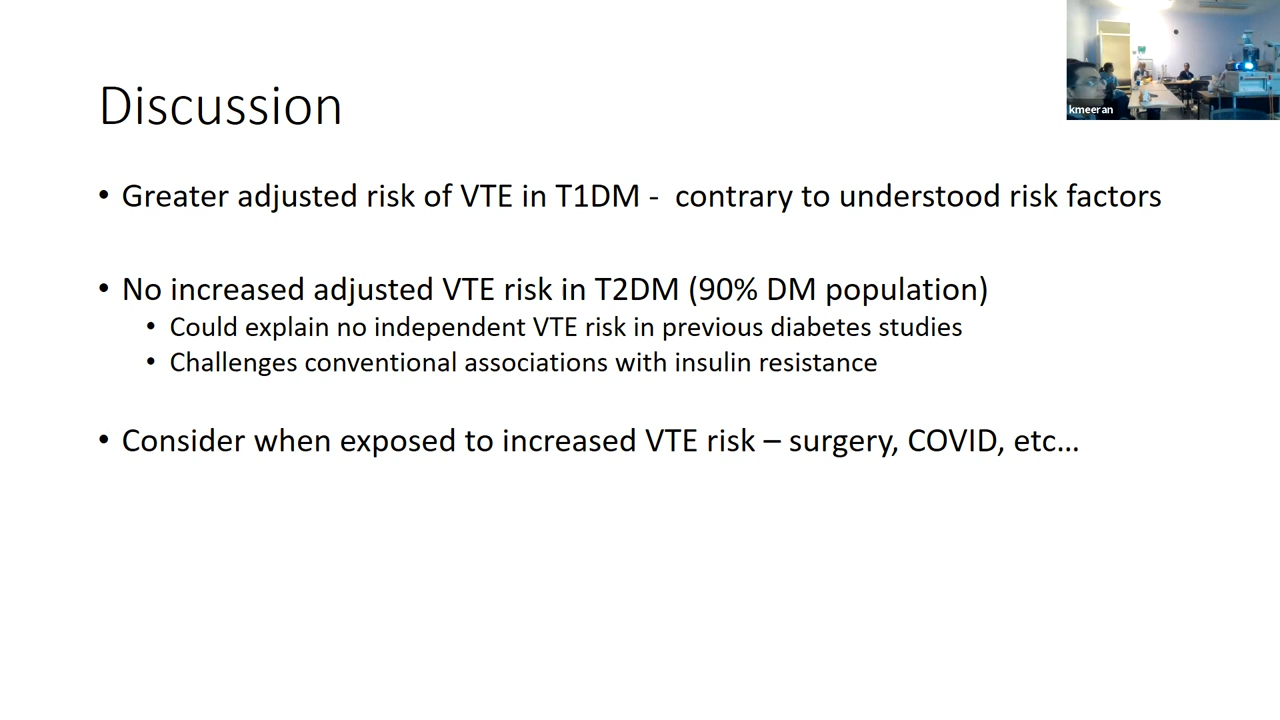 kmeeran
Discussion
• Greater adjusted risk of VTE in T1DM -  contrary to understood risk factors
• No increased adjusted VTE risk in T2DM (90% DM population)
• Could explain no independent VTE risk in previous diabetes studies
• Challenges conventional associations with insulin resistance
• Consider when exposed to increased VTE risk – surgery, COVID, etc…